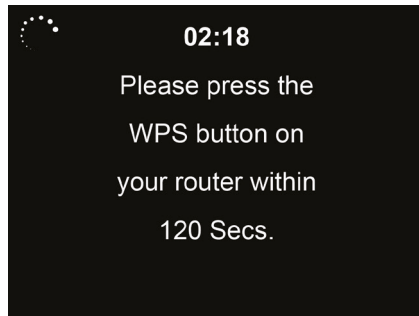 02:18
Please press the
WPS button on
your router within
120 Secs.